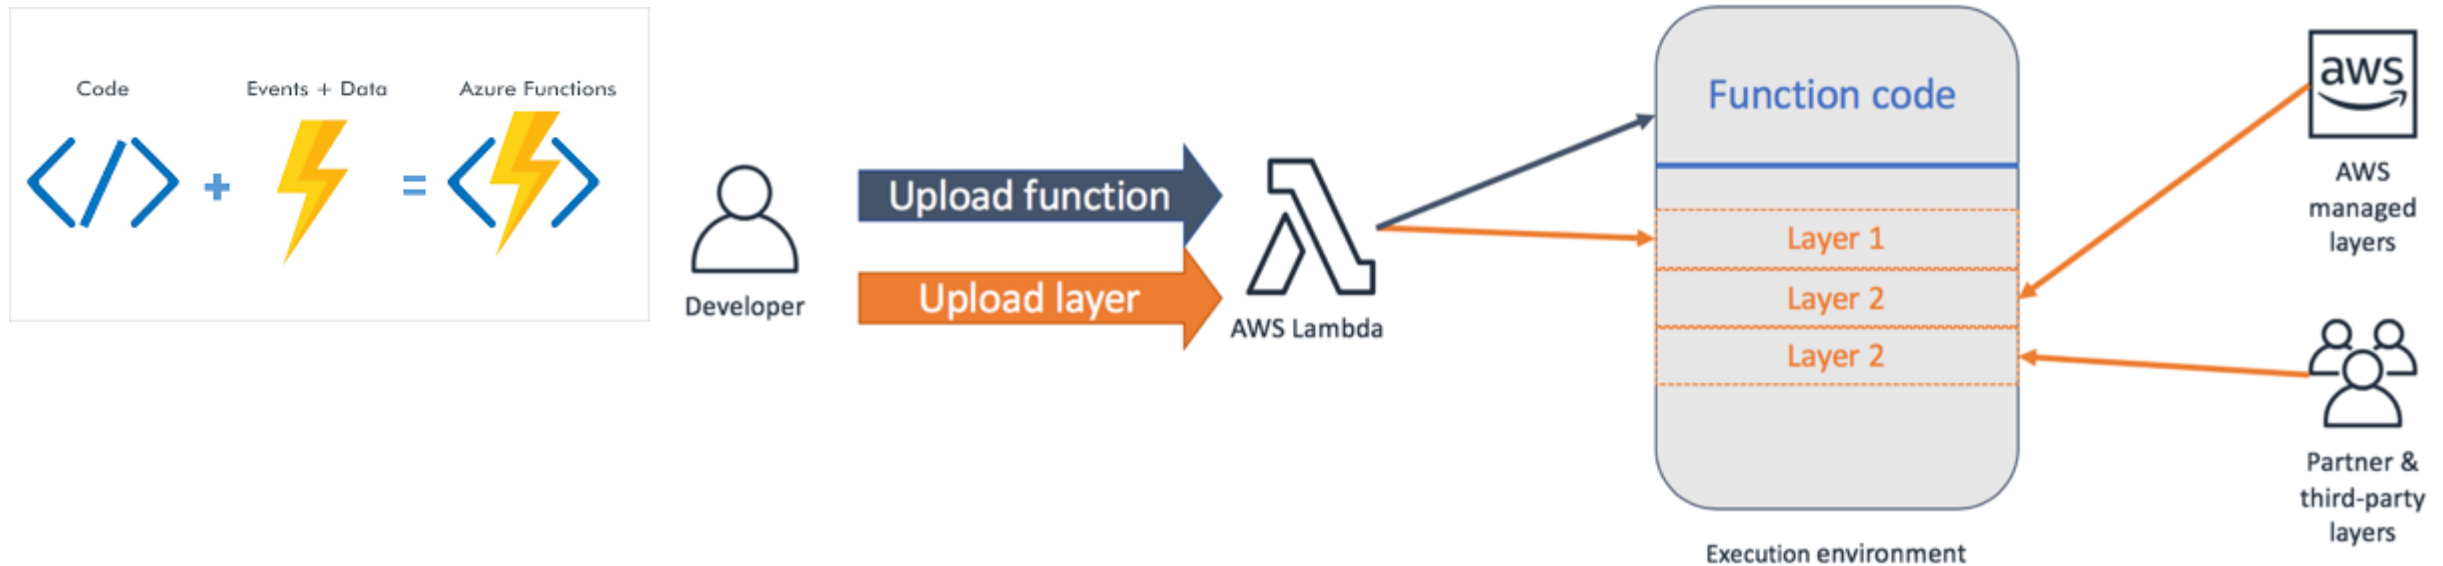 Code
Events + Data
Azure Functions
+
=
Developer
Upload function
Upload layer
AWS Lambda
Function code
Layer 1
Layer 2
Layer 2
Execution environment
aws
AWS
managed
layers
Partner &
third-party
layers